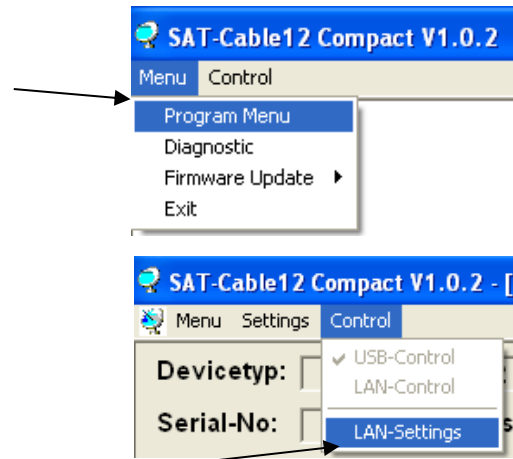 SAT-Cable12 Compact V1.0.2
Menu Control
Program Menu
Diagnostic
Firmware Update
Exit
SAT-Cable12 Compact V1.0.2 - [
Menu Settings Control
Devicetyp:
USB-Control
LAN-Control
Serial-No:
LAN-Settings